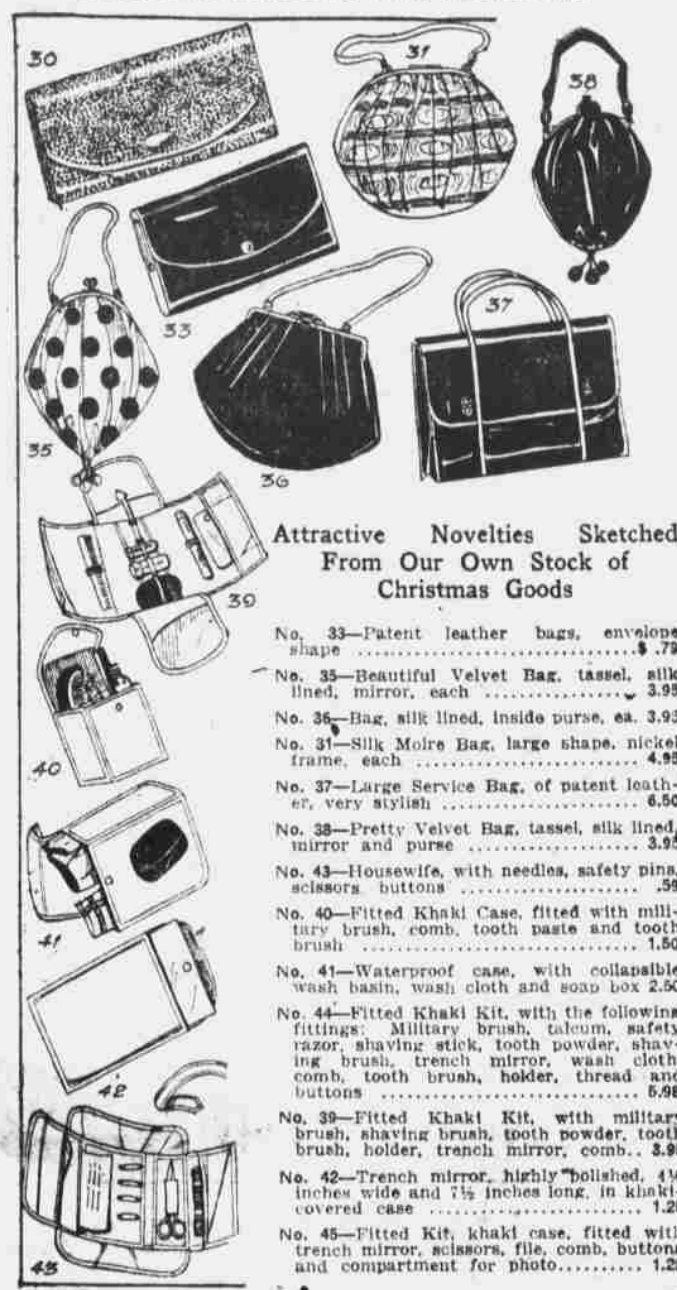 30
31
38
33
37
35
36
39
40
41
42
43
Attractive Novelties Sketched
From Our Own Stock of
Christmas Goods
No. 33—Patent leather bags, envelope
shape ..............................$ .79
No. 35—Beautiful Velvet Bag, tassel, silk
lined, mirror, each .................. 3.95
No. 36—Bag, silk lined, inside purse, ea. 3.95
No. 31—Silk Moire Bag, large shape, nickel
frame, each ......................... 4.95
No. 37—Large Service Bag, of patent leath-
er, very stylish ...................... 6.50
No. 38—Pretty Velvet Bag, tassel, silk lined,
mirror and purse .................... 3.95
No. 43—Housewife, with needles, safety pins,
scissors buttons ..................... .59
No. 40—Fitted Khaki Case, fitted with mili-
tary brush, comb, tooth paste and tooth
brush ............................... 1.50
No. 41—Waterproof case, with collapsible
wash basin, wash cloth and soap box 2.50
No. 44—Fitted Khaki Kit, with the following
fittings: Military brush, talcum, safety
razor, shaving stick, tooth powder, shav-
ing brush, trench mirror, wash cloth,
comb, tooth brush, holder, thread and
buttons ............................. 5.98
No. 39—Fitted Khaki Kit, with military
brush, shaving brush, tooth powder, tooth
brush, holder, trench mirror, comb..
No. 42—Trench mirror, highly polished,
inches wide and 7½ inches long, in khaki-
covered case ........................
No. 45—Fitted Kit, khaki case, fitted with
trench mirror, scissors, file, comb, buttons
and compartment for photo..........